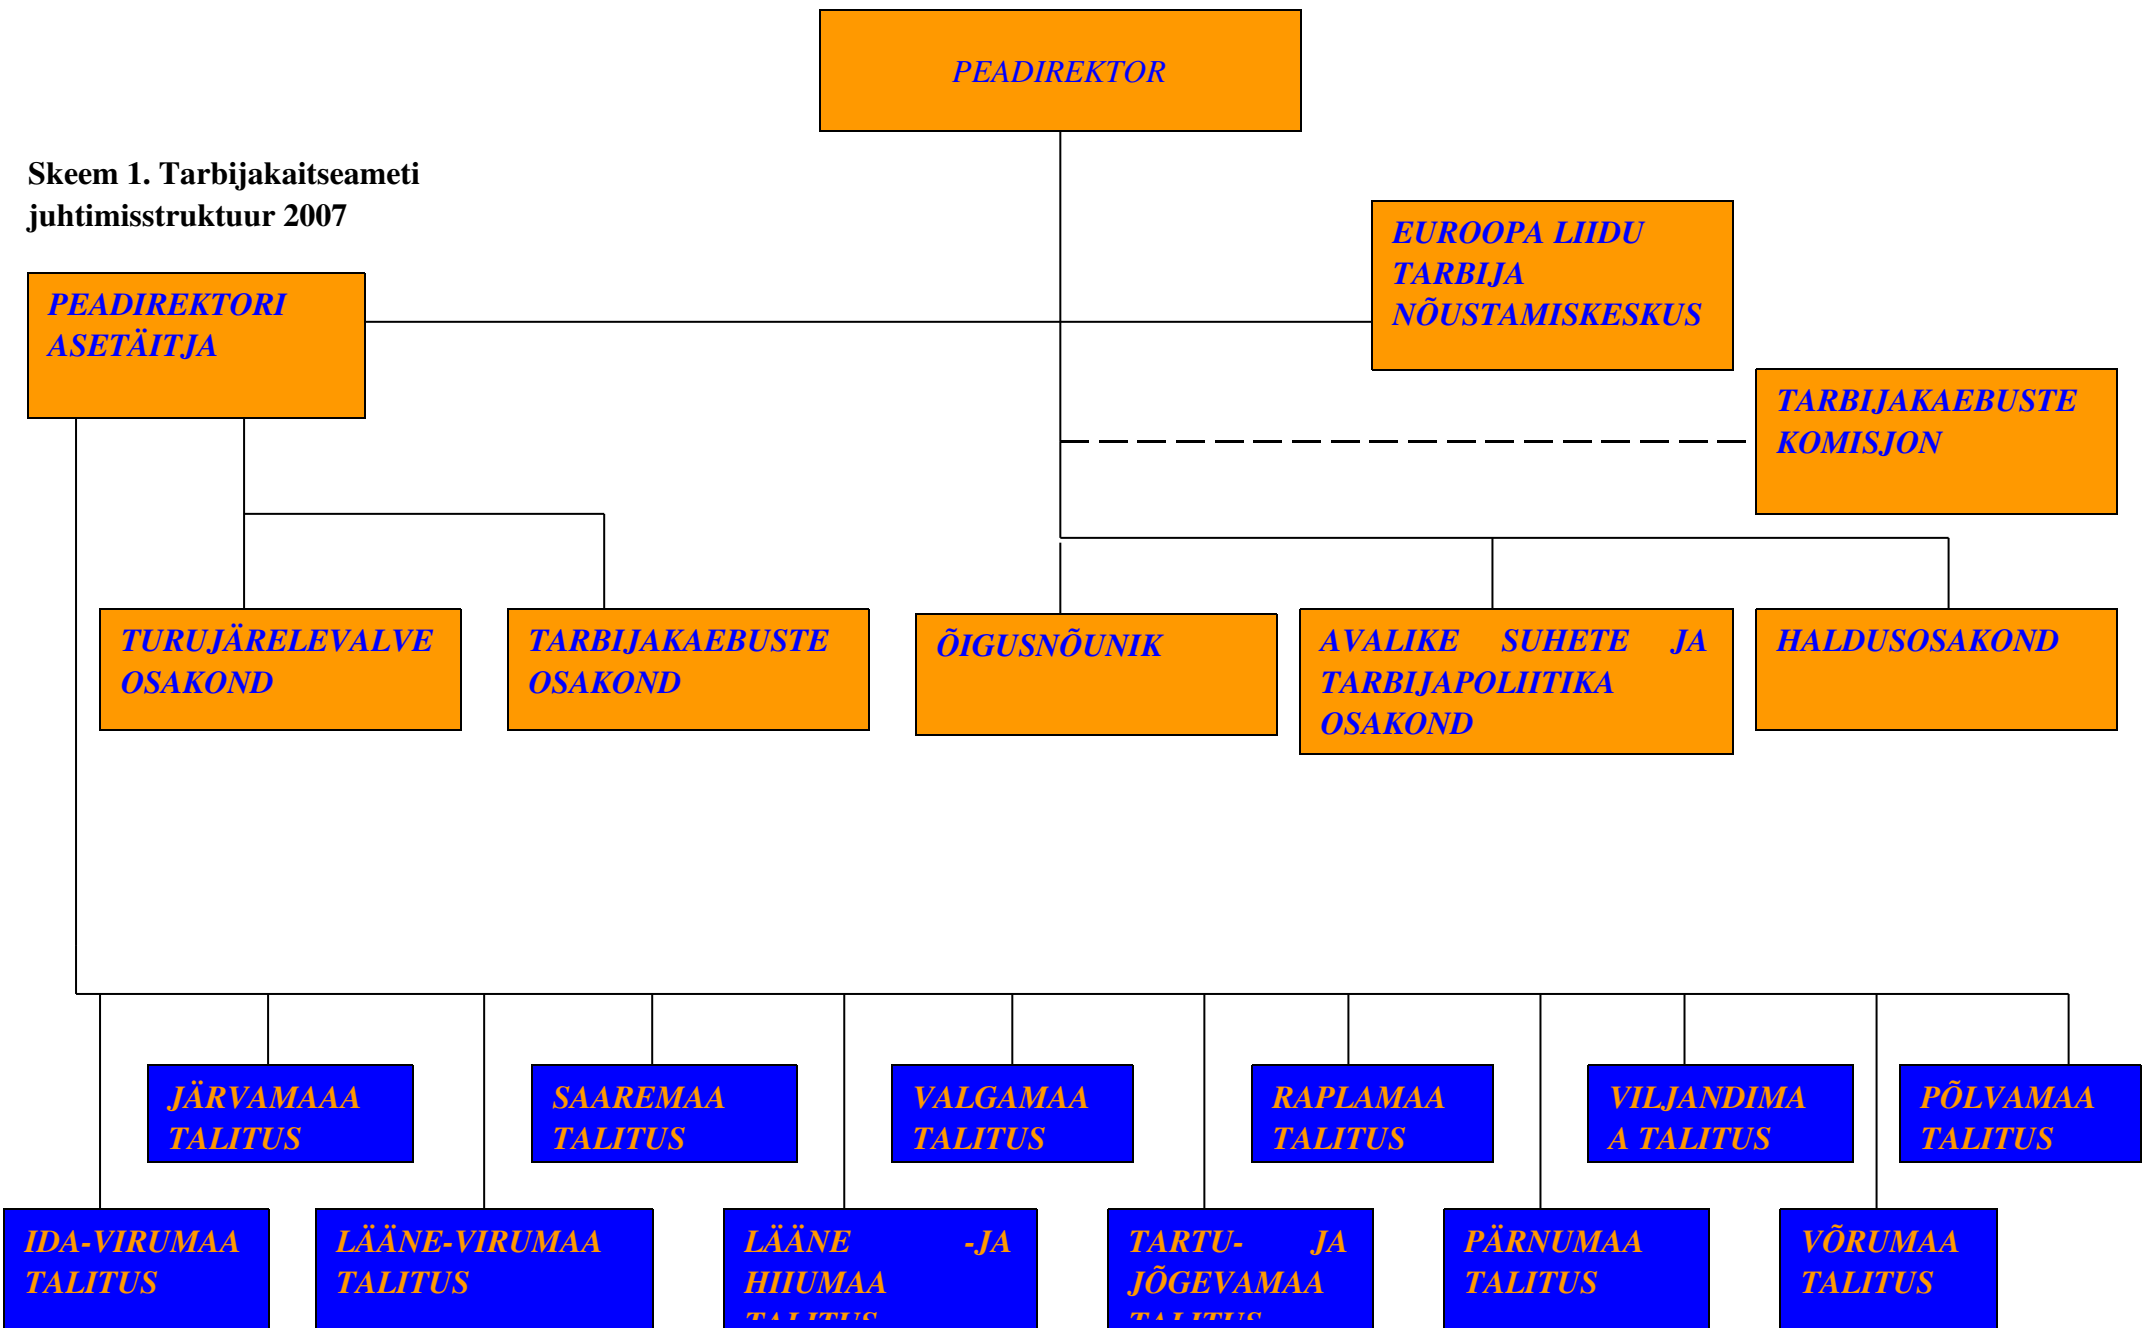 PEADIREKTOR
Skeem 1. Tarbijakaitseameti
juhtimisstruktuur 2007
EUROOPA LIIDU
TARBIJA
NÕUSTAMISKESKUS
PEADIREKTORI
ASETÄITJA
TARBIJAKAEBUSTE
KOMISJON
TURUJÄRELEVALVE
OSAKOND
TARBIJAKAEBUSTE
OSAKOND
ÕIGUSNÕUNIK
AVALIKE SUHETE JA
TARBIJAPOLIITIKA
OSAKOND
HALDUSOSAKOND
JÄRVAMAAA
TALITUS
SAAREMAA
TALITUS
VALGAMAA
TALITUS
RAPLAMAA
TALITUS
VILJANDIMA
A TALITUS
PÕLVAMAA
TALITUS
IDA-VIRUMAA
TALITUS
LÄÄNE-VIRUMAA
TALITUS
LÄÄNE -JA
HIIUMAA
TALITUS
TARTU- JA
JÕGEVAMAA
TALITUS
PÄRNUMAA
TALITUS
VÕRUMAA
TALITUS